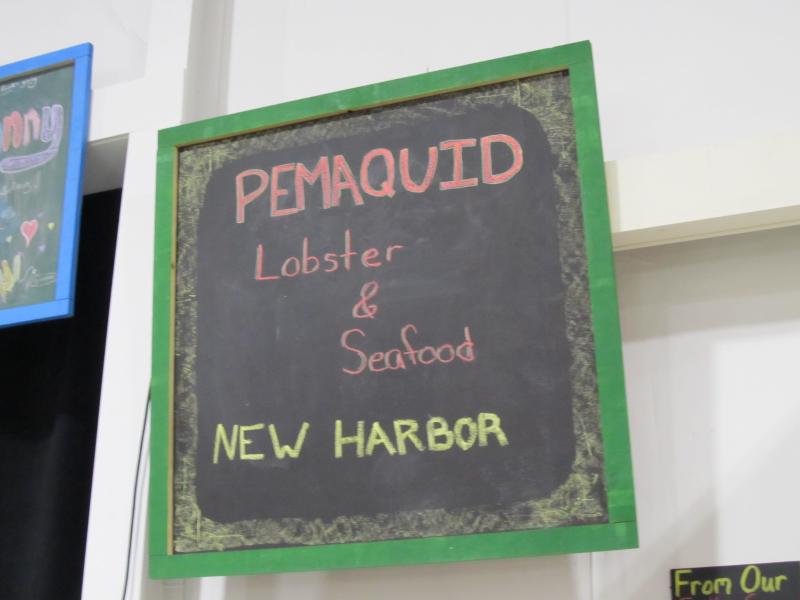 PEMAQUID
Lobster
&
Seafood
NEW HARBOR
From Our